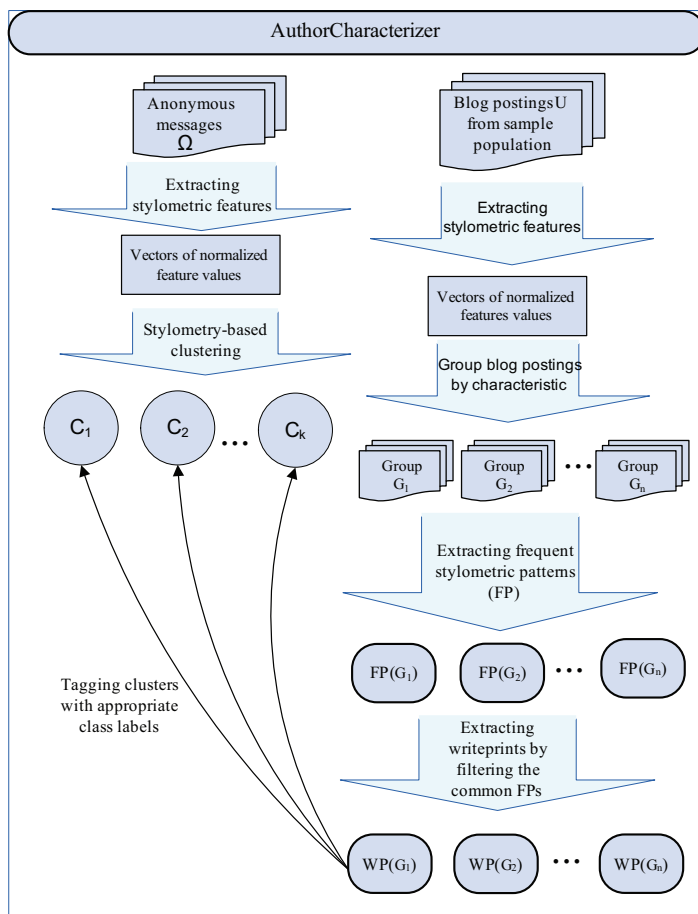 AuthorCharacterizer
Anonymous
messages
Ω
Extracting
stylometric features
Vectors of normalized
feature values
Stylometry-based
clustering
C1
C2
...
Ck
Blog postings U
from sample
population
Extracting
stylometric features
Vectors of normalized
features values
Group blog postings
by characteristic
Group
G1
Group
G2
...
Group
Gn
Extracting frequent
stylometric patterns
(FP)
FP(G1)
FP(G2)
...
FP(Gn)
Tagging clusters
with appropriate
class labels
Extracting
writeprints by
filtering the
common FPs
WP(G1)
WP(G2)
...
WP(Gn)